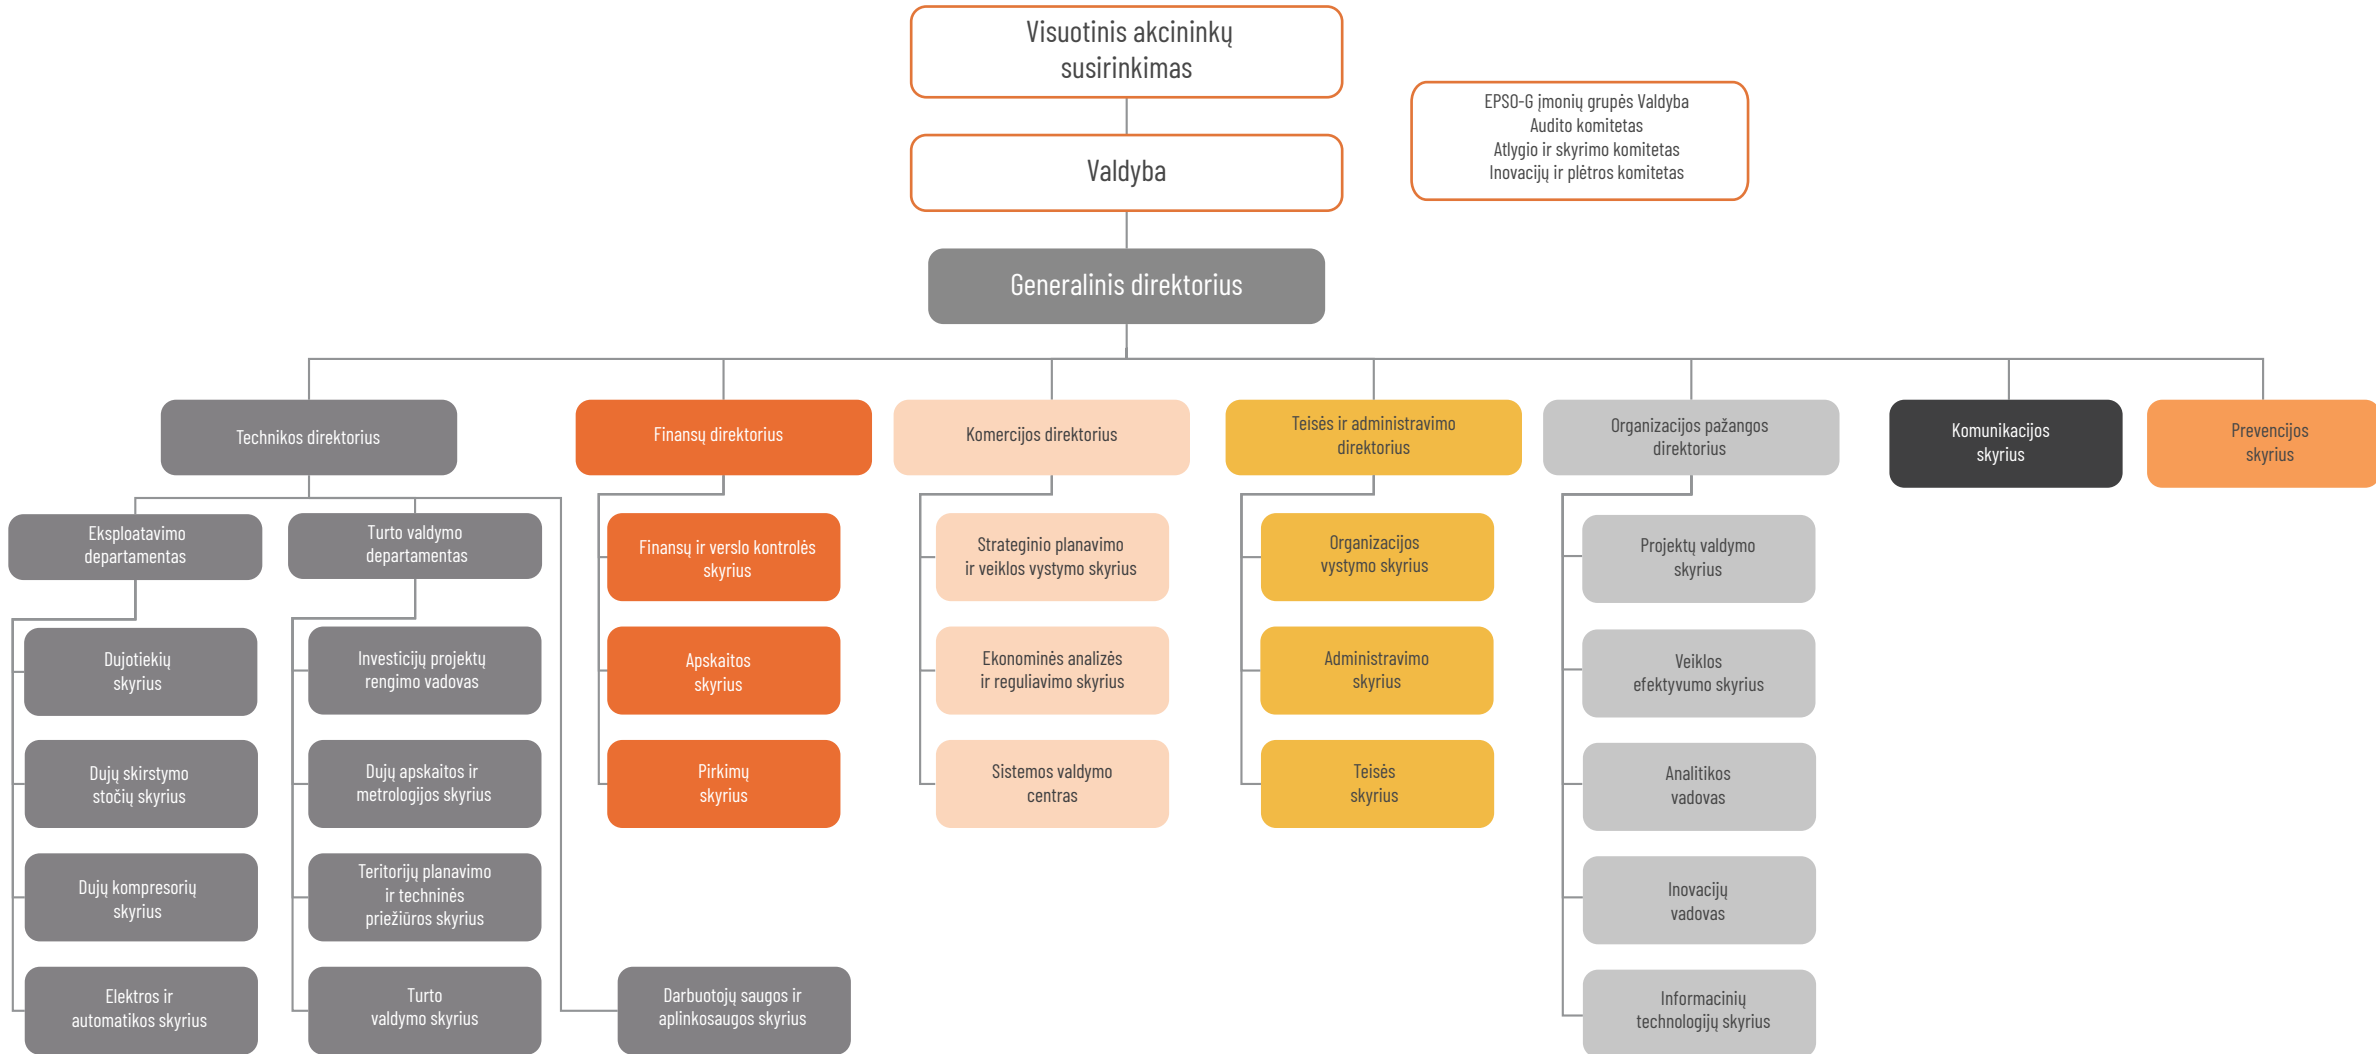 Visuotinis akcininkų
susirinkimas
EPSO-G įmonių grupės Valdyba
Audito komitetas
Atlygio ir skyrimo komitetas
Inovacijų ir plėtros komitetas
Valdyba
Generalinis direktorius
Technikos direktorius
Finansų direktorius
Komercijos direktorius
Teisės ir administravimo
direktorius
Organizacijos pažangos
direktorius
Komunikacijos
skyrius
Prevencijos
skyrius
Eksploatavimo
departamentas
Dujotiekių
skyrius
Dujų skirstymo
stočių skyrius
Dujų kompresorių
skyrius
Elektros ir
automatikos skyrius
Turto valdymo
departamentas
Investicijų projektų
rengimo vadovas
Dujų apskaitos ir
metrologijos skyrius
Teritorijų planavimo
ir techninės
priežiūros skyrius
Turto
valdymo skyrius
Darbuotojų saugos ir
aplinkosaugos skyrius
Finansų ir verslo kontrolės
skyrius
Apskaitos
skyrius
Pirkimų
skyrius
Strateginio planavimo
ir veiklos vystymo skyrius
Ekonominės analizės
ir reguliavimo skyrius
Sistemos valdymo
centras
Organizacijos
vystymo skyrius
Administravimo
skyrius
Teisės
skyrius
Projektų valdymo
skyrius
Veiklos
efektyvumo skyrius
Analitikos
vadovas
Inovacijų
vadovas
Informacinių
technologijų skyrius